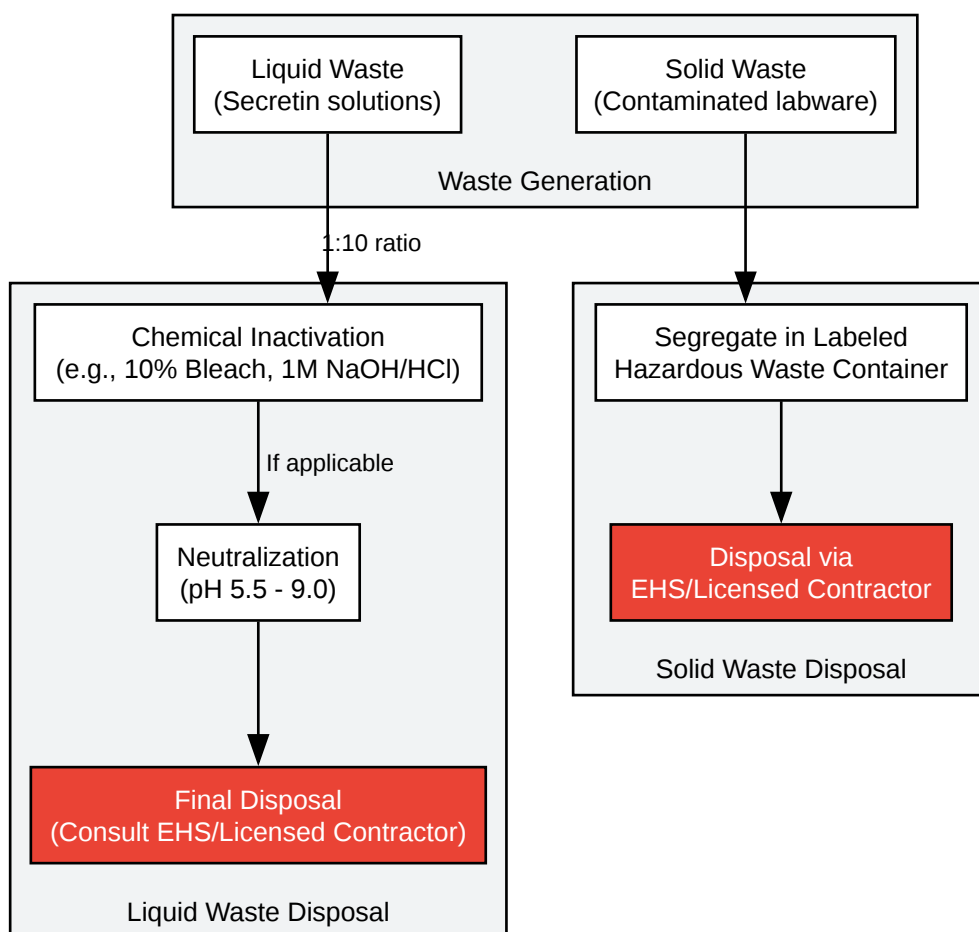 Liquid Waste
(Secretin solutions)
Solid Waste
(Contaminated labware)
Waste Generation
1:10 ratio
Chemical Inactivation
(e.g., 10% Bleach, 1M NaOH/HCl)
If applicable
Neutralization
(pH 5.5 - 9.0)
Final Disposal
(Consult EHS/Licensed Contractor)
Liquid Waste Disposal
Segregate in Labeled
Hazardous Waste Container
Disposal via
EHS/Licensed Contractor
Solid Waste Disposal